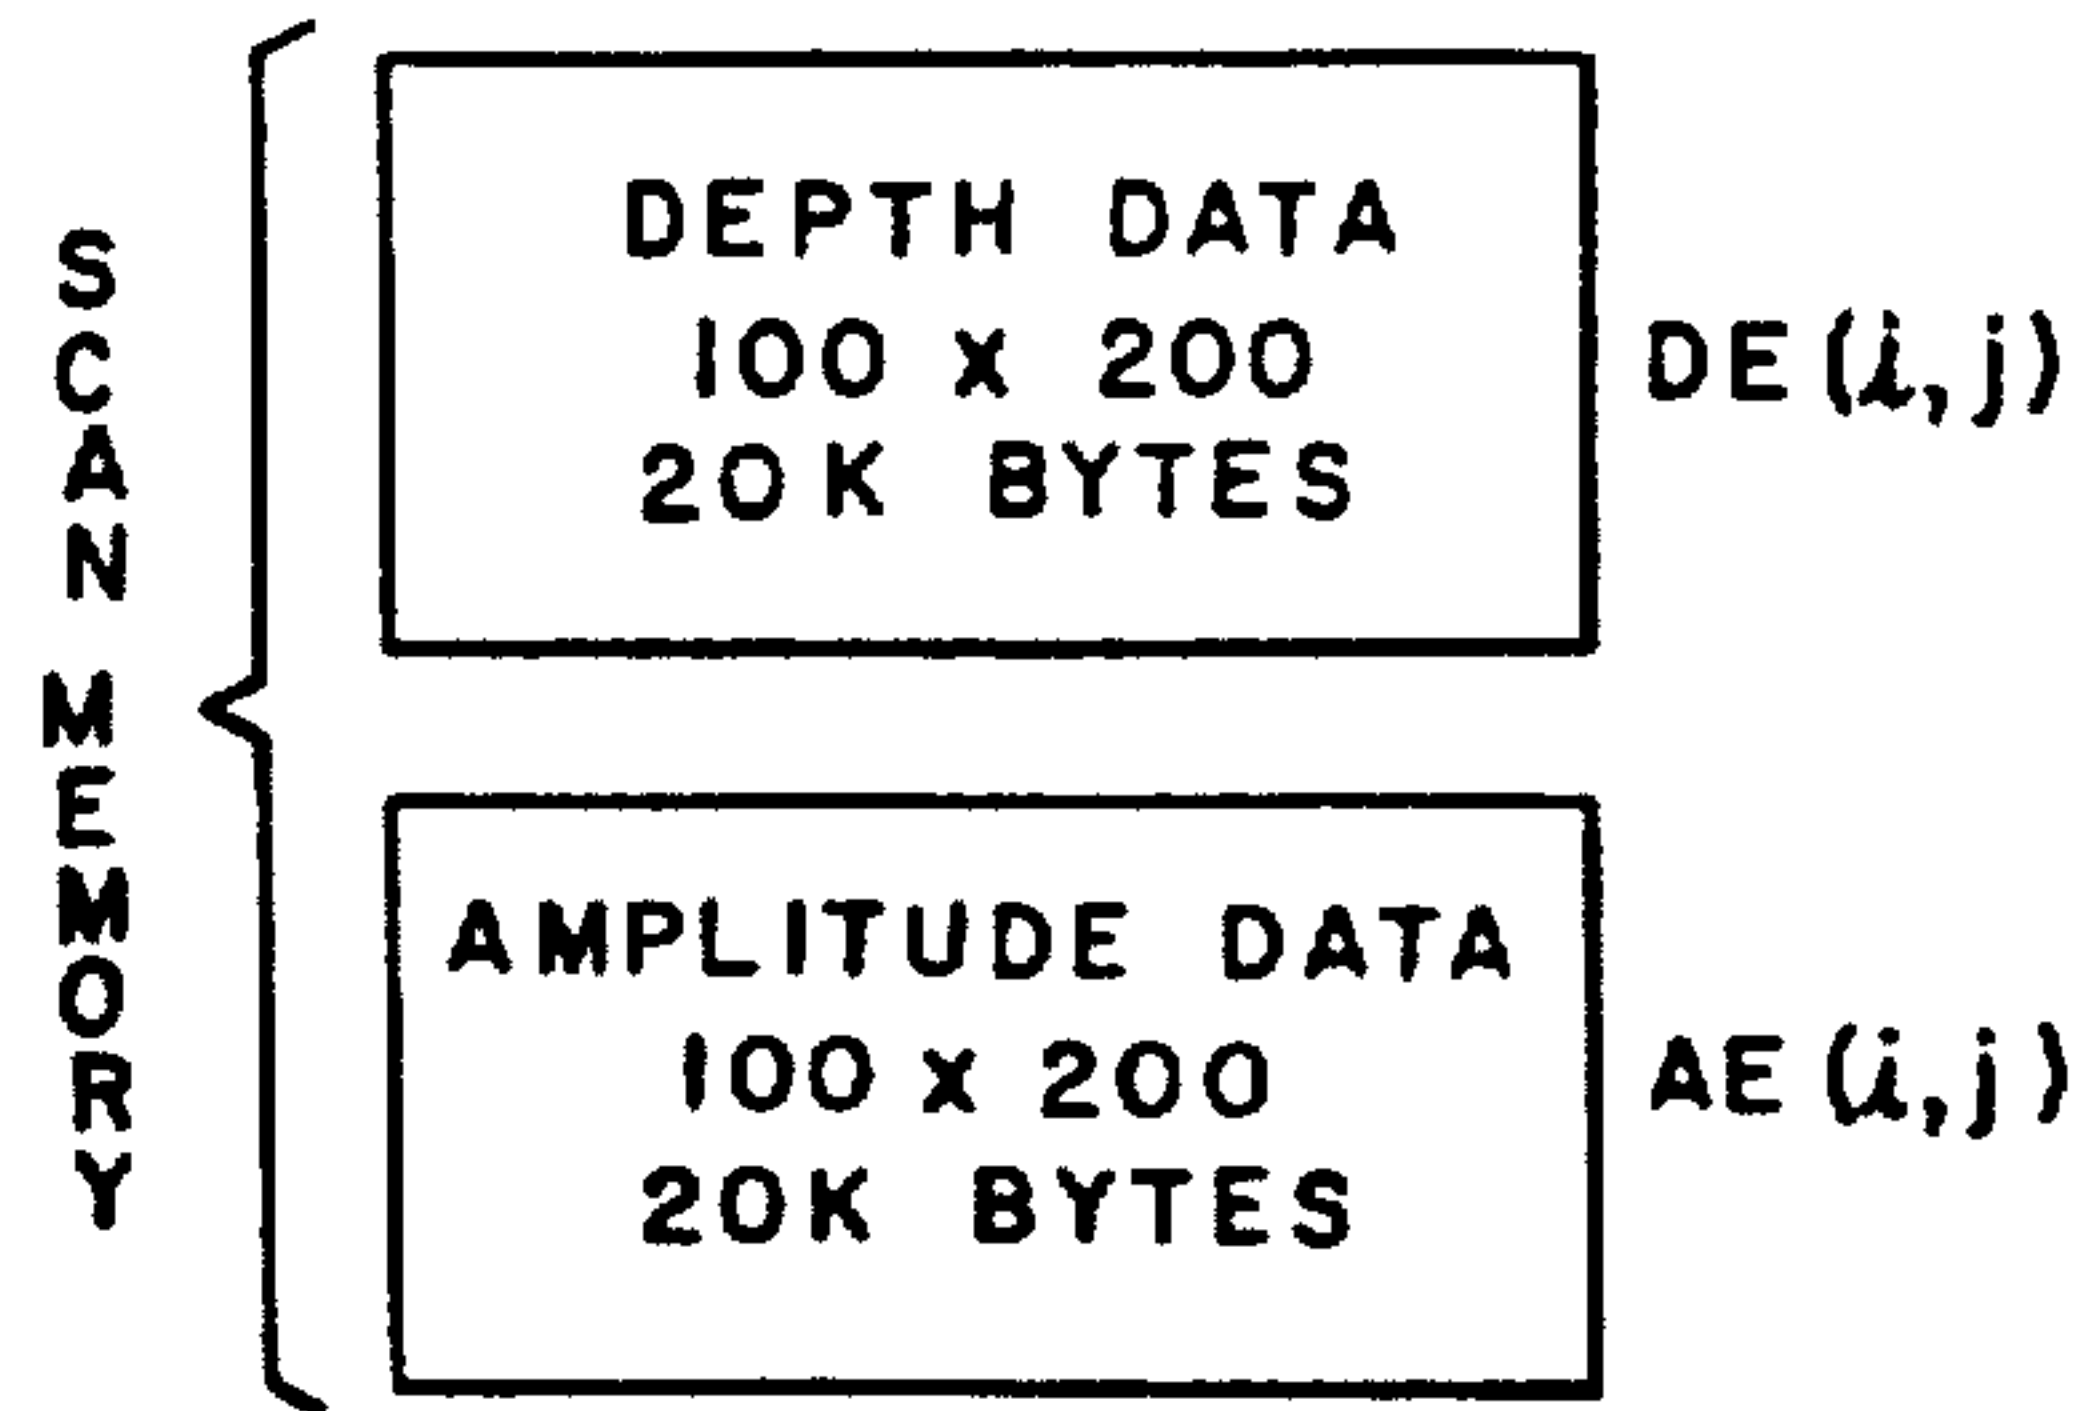 SCAN MEMORY
DEPTH DATA
100 x 200
20K BYTES
DE(i,j)
AMPLITUDE DATA
100 x 200
20K BYTES
AE(i,j)